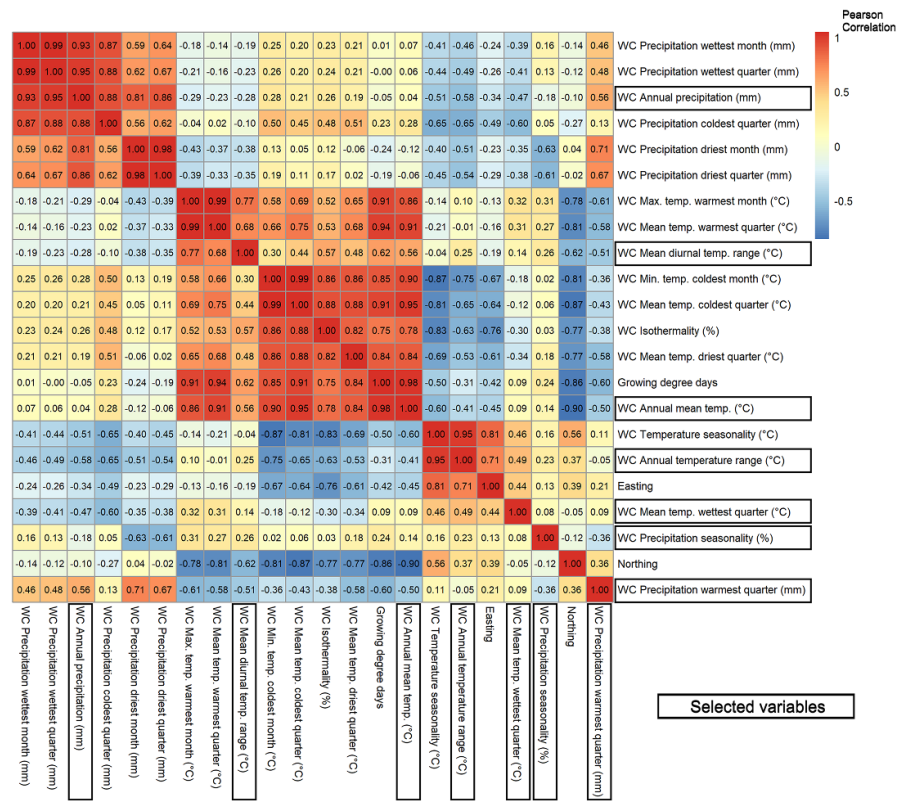 Pearson
Correlation
1
0.5
0
-0.5
1.00 0.99 0.93 0.87 0.59 0.64 -0.18 -0.14 -0.19 0.25 0.20 0.23 0.21 0.01 0.07 -0.41 -0.46 -0.24 -0.39 0.16 -0.14 0.46 WC Precipitation wettest month (mm)
0.99 1.00 0.95 0.88 0.62 0.67 -0.21 -0.16 -0.23 0.26 0.20 0.24 0.21 -0.00 0.06 -0.44 -0.49 -0.26 -0.41 0.13 -0.12 0.48 WC Precipitation wettest quarter (mm)
0.93 0.95 1.00 0.88 0.81 0.86 -0.29 -0.23 -0.28 0.28 0.21 0.26 0.19 -0.05 0.04 -0.51 -0.58 -0.34 -0.47 -0.18 -0.10 0.56 WC Annual precipitation (mm)
0.87 0.88 0.88 1.00 0.56 0.62 -0.04 0.02 -0.10 0.50 0.45 0.48 0.51 0.23 0.28 -0.65 -0.65 -0.49 -0.60 0.05 -0.27 0.13 WC Precipitation coldest quarter (mm)
0.59 0.62 0.81 0.56 1.00 0.98 -0.43 -0.37 -0.38 0.13 0.05 0.12 -0.06 -0.24 -0.12 -0.40 -0.51 -0.23 -0.35 -0.63 0.04 0.71 WC Precipitation driest month (mm)
0.64 0.67 0.86 0.62 0.98 1.00 -0.39 -0.33 -0.35 0.19 0.11 0.17 0.02 -0.19 -0.06 -0.45 -0.54 -0.29 -0.38 -0.61 -0.02 0.67 WC Precipitation driest quarter (mm)
-0.18 -0.21 -0.29 -0.04 -0.43 -0.39 1.00 0.99 0.77 0.58 0.69 0.52 0.65 0.91 0.86 -0.14 0.10 -0.13 0.32 0.31 -0.78 -0.61 WC Max. temp. warmest month (°C)
-0.14 -0.16 -0.23 0.02 -0.37 -0.33 0.99 1.00 0.68 0.66 0.75 0.53 0.68 0.94 0.91 -0.21 -0.01 -0.16 0.31 0.27 -0.81 -0.58 WC Mean temp. warmest quarter (°C)
-0.19 -0.23 -0.28 -0.10 -0.38 -0.35 0.77 0.68 1.00 0.30 0.44 0.57 0.48 0.62 0.56 -0.04 0.25 -0.19 0.14 0.26 -0.62 -0.51 WC Mean diurnal temp. range (°C)
0.25 0.26 0.28 0.50 0.13 0.19 0.58 0.66 0.30 1.00 0.99 0.86 0.86 0.85 0.90 -0.87 -0.75 -0.67 -0.18 0.02 -0.81 -0.36 WC Min. temp. coldest month (°C)
0.20 0.20 0.21 0.45 0.05 0.11 0.69 0.75 0.44 0.99 1.00 0.88 0.88 0.91 0.95 -0.81 -0.65 -0.64 -0.12 0.06 -0.87 -0.43 WC Mean temp. coldest quarter (°C)
0.23 0.24 0.26 0.48 0.12 0.17 0.52 0.53 0.57 0.86 0.88 1.00 0.82 0.75 0.78 -0.83 -0.63 -0.76 -0.30 0.03 -0.77 -0.38 WC Isothermality (%)
0.21 0.21 0.19 0.51 -0.06 0.02 0.65 0.68 0.48 0.86 0.88 0.82 1.00 0.84 0.84 -0.69 -0.53 -0.61 -0.34 0.18 -0.77 -0.58 WC Mean temp. driest quarter (°C)
0.01 -0.00 -0.05 0.23 -0.24 -0.19 0.91 0.94 0.62 0.85 0.91 0.75 0.84 1.00 0.98 -0.50 -0.31 -0.42 0.09 0.24 -0.86 -0.60 Growing degree days
0.07 0.06 0.04 0.28 -0.12 -0.06 0.86 0.91 0.56 0.90 0.95 0.78 0.84 0.98 1.00 -0.60 -0.41 -0.45 0.09 0.14 -0.90 -0.50 WC Annual mean temp. (°C)
-0.41 -0.44 -0.51 -0.65 -0.40 -0.45 -0.14 -0.21 -0.04 -0.87 -0.81 -0.83 -0.69 -0.50 -0.60 1.00 0.95 0.81 0.46 0.16 0.56 0.11 WC Temperature seasonality (°C)
-0.46 -0.49 -0.58 -0.65 -0.51 -0.54 0.10 -0.01 0.25 -0.75 -0.65 -0.63 -0.53 -0.31 -0.41 0.95 1.00 0.71 0.49 0.23 0.37 -0.05 WC Annual temperature range (°C)
-0.24 -0.26 -0.34 -0.49 -0.23 -0.29 -0.13 -0.16 -0.19 -0.67 -0.64 -0.76 -0.61 -0.42 -0.45 0.81 0.71 1.00 0.44 0.13 0.39 0.21 Easting
-0.39 -0.41 -0.47 -0.60 -0.35 -0.38 0.32 0.31 0.14 -0.18 -0.12 -0.30 -0.34 0.09 0.09 0.46 0.49 0.44 1.00 0.08 -0.05 0.09 WC Mean temp. wettest quarter (°C)
0.16 0.13 -0.18 0.05 -0.63 -0.61 0.31 0.27 0.26 0.02 0.06 0.03 0.18 0.24 0.14 0.16 0.23 0.13 0.08 1.00 -0.12 -0.36 WC Precipitation seasonality (%)
-0.14 -0.12 -0.10 -0.27 0.04 -0.02 -0.78 -0.81 -0.62 -0.81 -0.87 -0.77 -0.77 -0.86 -0.90 0.56 0.37 0.39 -0.05 -0.12 1.00 0.36 Northing
0.46 0.48 0.56 0.13 0.71 0.67 -0.61 -0.58 -0.51 -0.36 -0.43 -0.38 -0.58 -0.60 -0.50 0.11 -0.05 0.21 0.09 -0.36 0.36 1.00 WC Precipitation warmest quarter (mm)
WC Precipitation wettest month (mm)
WC Precipitation wettest quarter (mm)
WC Annual precipitation (mm)
WC Precipitation coldest quarter (mm)
WC Precipitation driest month (mm)
WC Precipitation driest quarter (mm)
WC Max. temp. warmest month (°C)
WC Mean temp. warmest quarter (°C)
WC Mean diurnal temp. range (°C)
WC Min. temp. coldest month (°C)
WC Mean temp. coldest quarter (°C)
WC Isothermality (%)
WC Mean temp. driest quarter (°C)
Growing degree days
WC Annual mean temp. (°C)
WC Temperature seasonality (°C)
WC Annual temperature range (°C)
Easting
WC Mean temp. wettest quarter (°C)
WC Precipitation seasonality (%)
Northing
WC Precipitation warmest quarter (mm)
Selected variables